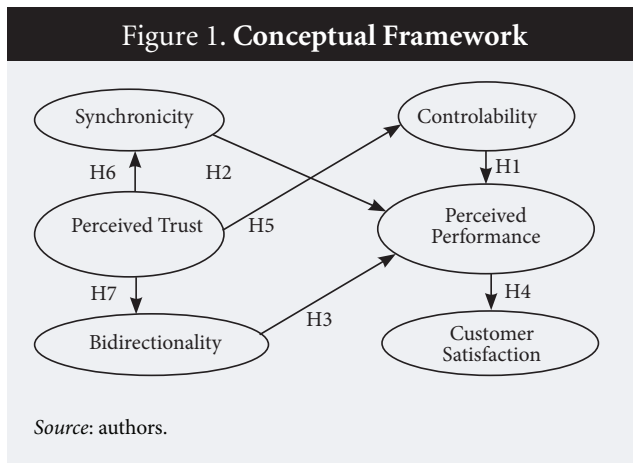 Figure 1. Conceptual Framework
Synchronicity
Controlability
H6
H2
H1
Perceived Trust
H5
Perceived
Performance
H7
H4
Bidirectionality
H3
Customer
Satisfaction
Source: authors.